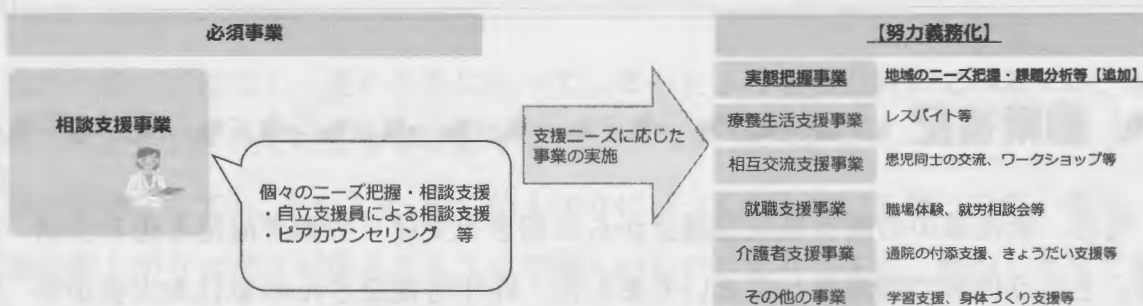 必須事業
相談支援事業
個々のニーズ把握・相談支援
・自立支援員による相談支援
・ピアカウンセリング 等
支援ニーズに応じた
事業の実施
【努力義務化】
実態把握事業 地域のニーズ把握・課題分析等【追加】
療養生活支援事業 レスパイト等
相互交流支援事業 患児同士の交流、ワークショップ等
就職支援事業 職場体験、就労相談会等
介護者支援事業 通院の付添支援、きょうだい支援等
その他の事業 学習支援、身体づくり支援等